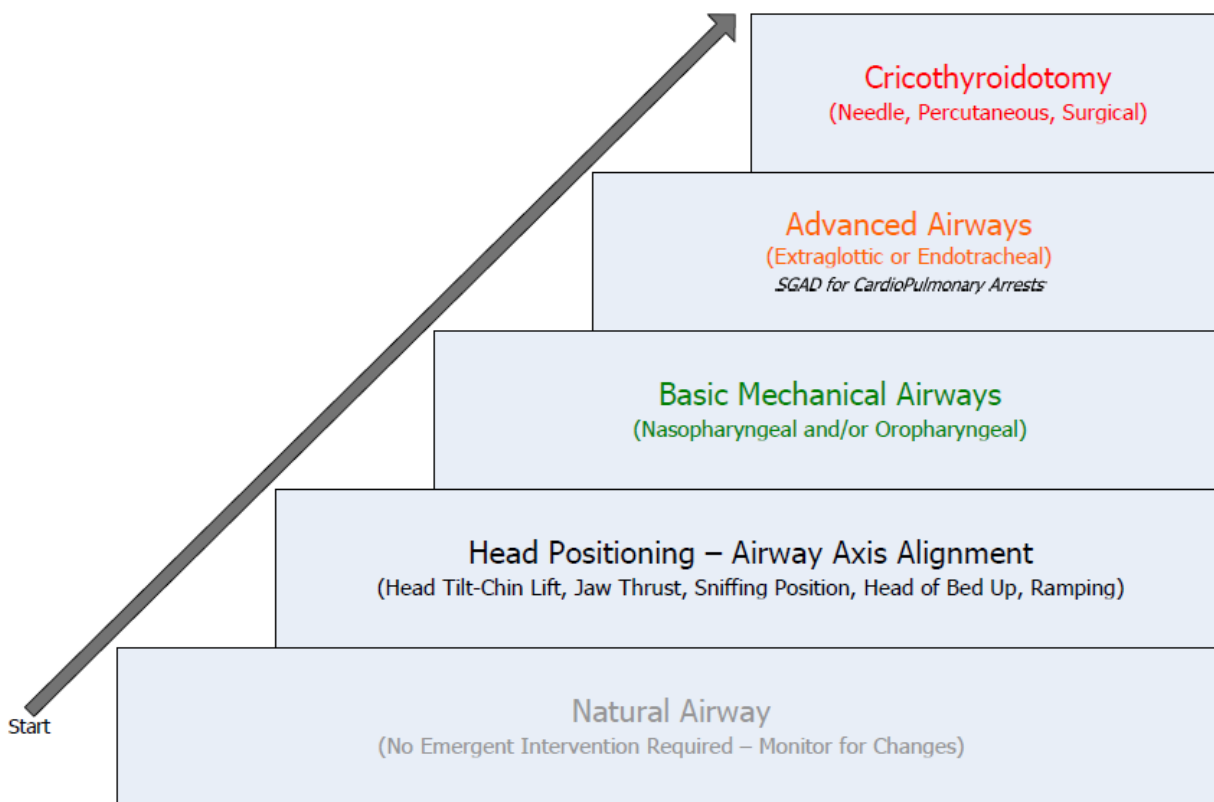 Cricothyroidotomy
(Needle, Percutaneous, Surgical)
Advanced Airways
(Extraglottic or Endotracheal)
SGAD for CardioPulmonary Arrests
Basic Mechanical Airways
(Nasopharyngeal and/or Oropharyngeal)
Head Positioning – Airway Axis Alignment
(Head Tilt-Chin Lift, Jaw Thrust, Sniffing Position, Head of Bed Up, Ramping)
Natural Airway
(No Emergent Intervention Required – Monitor for Changes)
Start